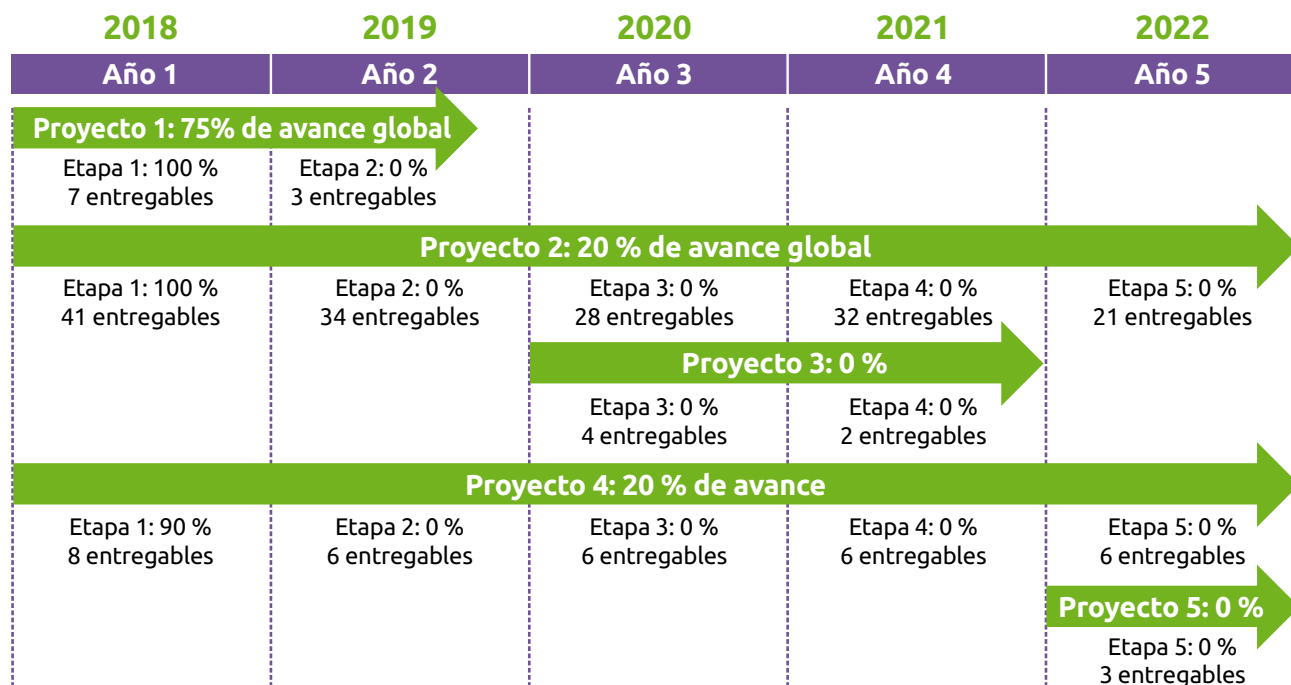 2018 2019 2020 2021 2022
Año 1 Año 2 Año 3 Año 4 Año 5
Proyecto 1: 75% de avance global
Etapa 1: 100 % Etapa 2: 0 %
7 entregables 3 entregables
Proyecto 2: 20 % de avance global
Etapa 1: 100 % Etapa 2: 0 % Etapa 3: 0 % Etapa 4: 0 % Etapa 5: 0 %
41 entregables 34 entregables 28 entregables 32 entregables 21 entregables
Proyecto 3: 0 %
Etapa 3: 0 % Etapa 4: 0 %
4 entregables 2 entregables
Proyecto 4: 20 % de avance
Etapa 1: 90 % Etapa 2: 0 % Etapa 3: 0 % Etapa 4: 0 % Etapa 5: 0 %
8 entregables 6 entregables 6 entregables 6 entregables 6 entregables
Proyecto 5: 0 %
Etapa 5: 0 %
3 entregables